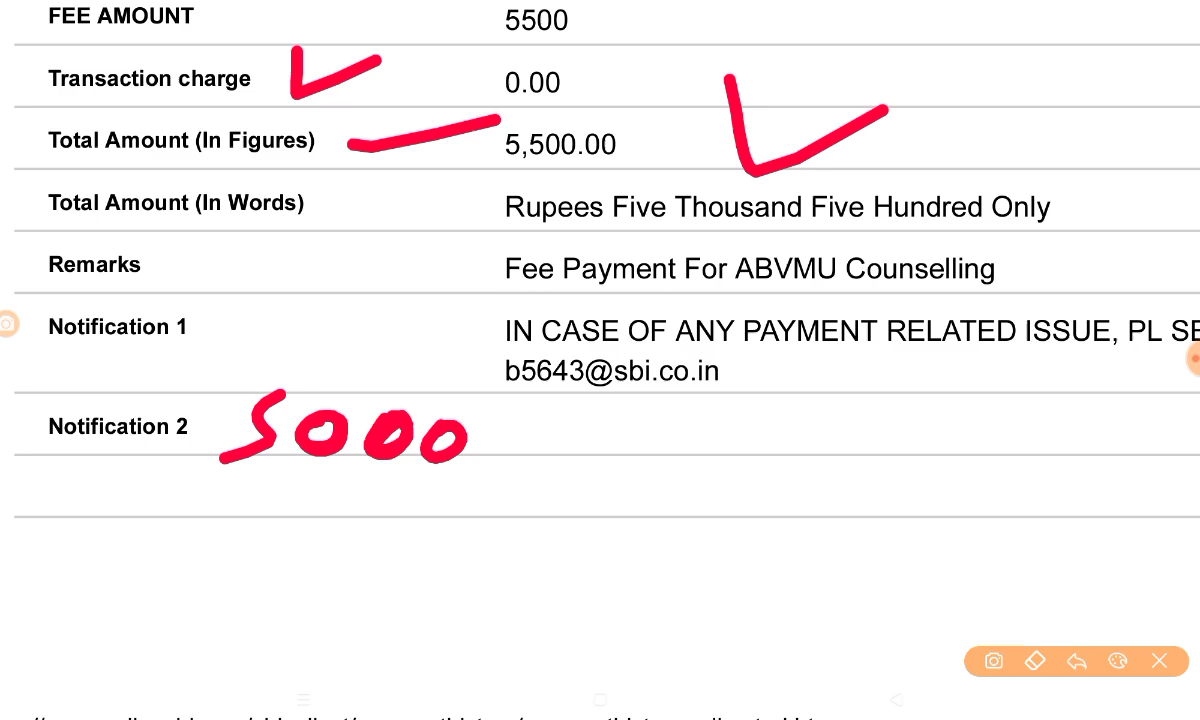 FEE AMOUNT 5500
Transaction charge 0.00
Total Amount (In Figures) 5,500.00
Total Amount (In Words) Rupees Five Thousand Five Hundred Only
Remarks Fee Payment For ABVMU Counselling
Notification 1 IN CASE OF ANY PAYMENT RELATED ISSUE, PL
b5643@sbi.co.in
Notification 2 5000